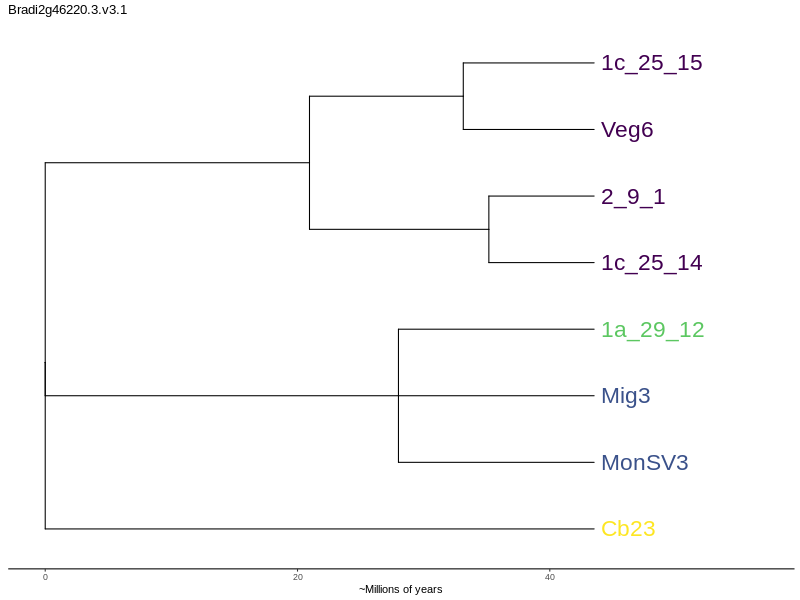 Bradi2g46220.3.v3.1
1c_25_15
Veg6
2_9_1
1c_25_14
1a_29_12
Mig3
MonSV3
Cb23
0 20 40
~Millions of years